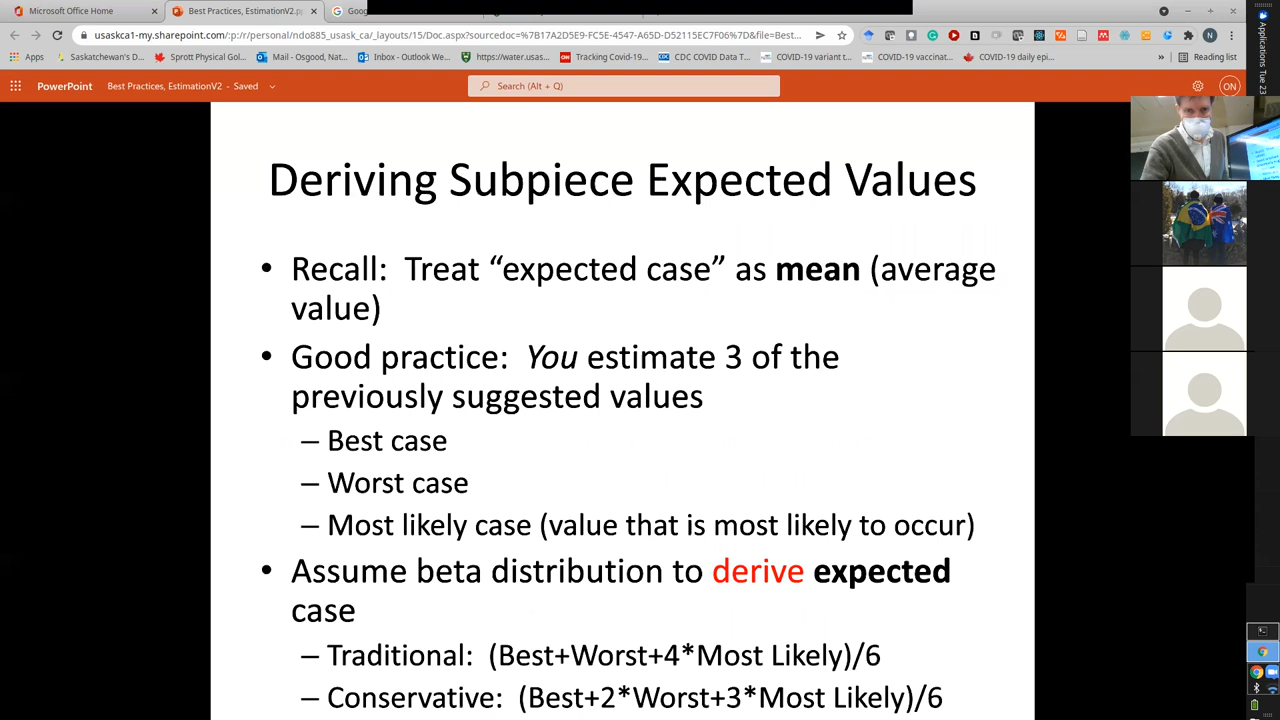 Microsoft Office Home
Best Practices, EstimationV2.p
Goog
usaskca1-my.sharepoint.com/:p:/r/personal/ndo885_usask_ca/_layouts/15/Doc.aspx?sourcedoc=%7B17A2D5E9-FC5E-4547-A65D-D52115EC7F06%7D&file=Best...
Apps
Saskatchewan's D...
Sprott Physical Gol...
Mail - Osgood, Nat...
Inbox - Outlook We...
https://water.usas...
Tracking Covid-19...
CDC COVID Data T...
COVID-19 variant t...
COVID-19 vaccinat...
COVID-19 daily epi...
Reading list
PowerPoint
Best Practices, EstimationV2 - Saved
Search (Alt + Q)
ON
Applications
Tue 23
Deriving Subpiece Expected Values
• Recall: Treat “expected case” as mean (average
value)
• Good practice: You estimate 3 of the
previously suggested values
– Best case
– Worst case
– Most likely case (value that is most likely to occur)
• Assume beta distribution to derive expected
case
– Traditional: (Best+Worst+4*Most Likely)/6
– Conservative: (Best+2*Worst+3*Most Likely)/6